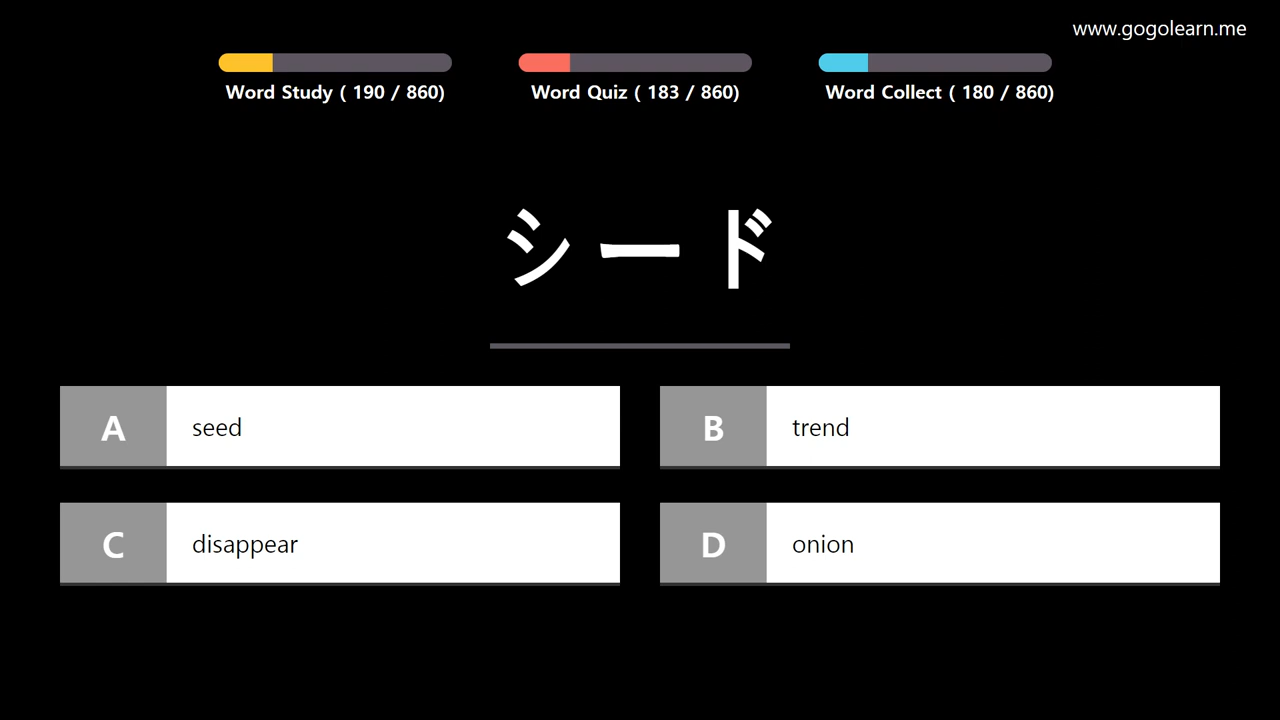 www.gogolearn.me
Word Study ( 190 / 860)
Word Quiz ( 183 / 860)
Word Collect ( 180 / 860)
シード
A seed
B trend
C disappear
D onion